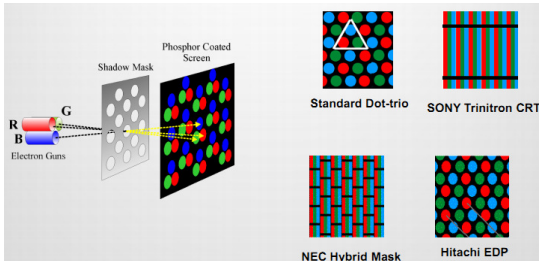 Phosphor Coated
Screen
Shadow Mask
G
R
B
Electron Guns
Standard Dot-trio
SONY Trinitron CRT
NEC Hybrid Mask
Hitachi EDP